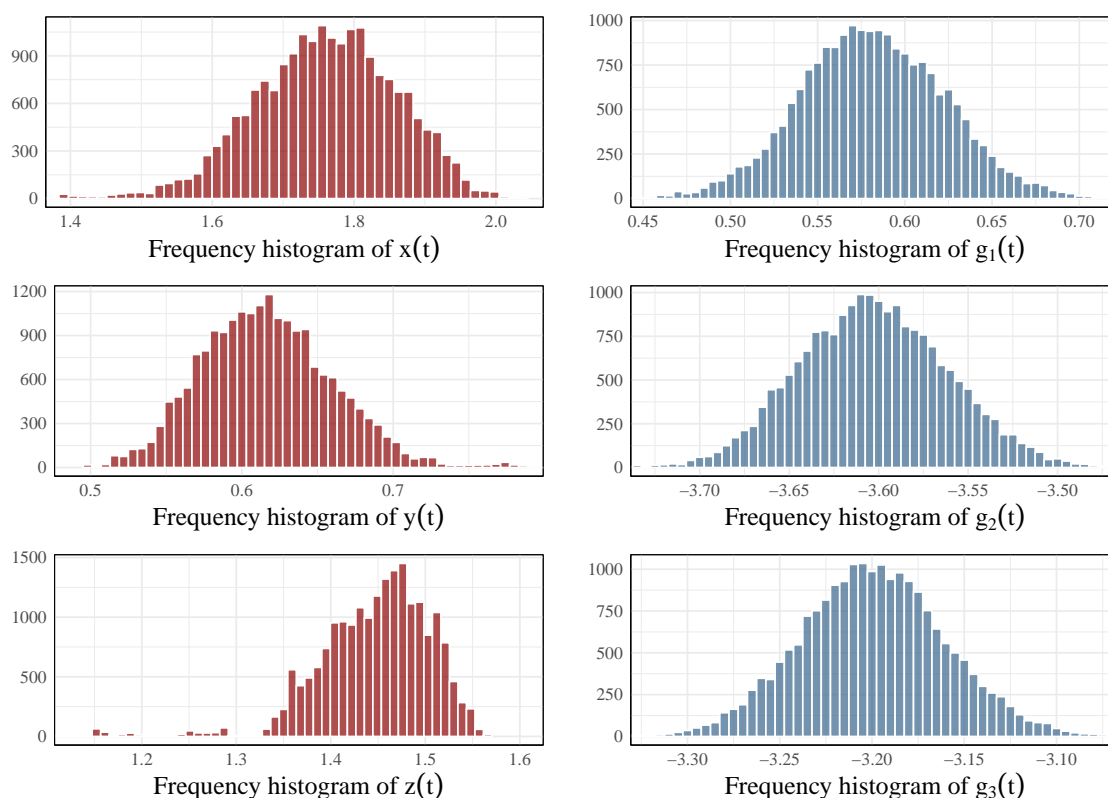 900
600
300
0
1.4 1.6 1.8 2.0
Frequency histogram of x(t)
1000
750
500
250
0
0.45 0.50 0.55 0.60 0.65 0.70
Frequency histogram of g₁(t)
1200
900
600
300
0
0.5 0.6 0.7
Frequency histogram of y(t)
1000
750
500
250
0
−3.70 −3.65 −3.60 −3.55 −3.50
Frequency histogram of g₂(t)
1500
1000
500
0
1.2 1.3 1.4 1.5 1.6
Frequency histogram of z(t)
1000
750
500
250
0
−3.30 −3.25 −3.20 −3.15 −3.10
Frequency histogram of g₃(t)